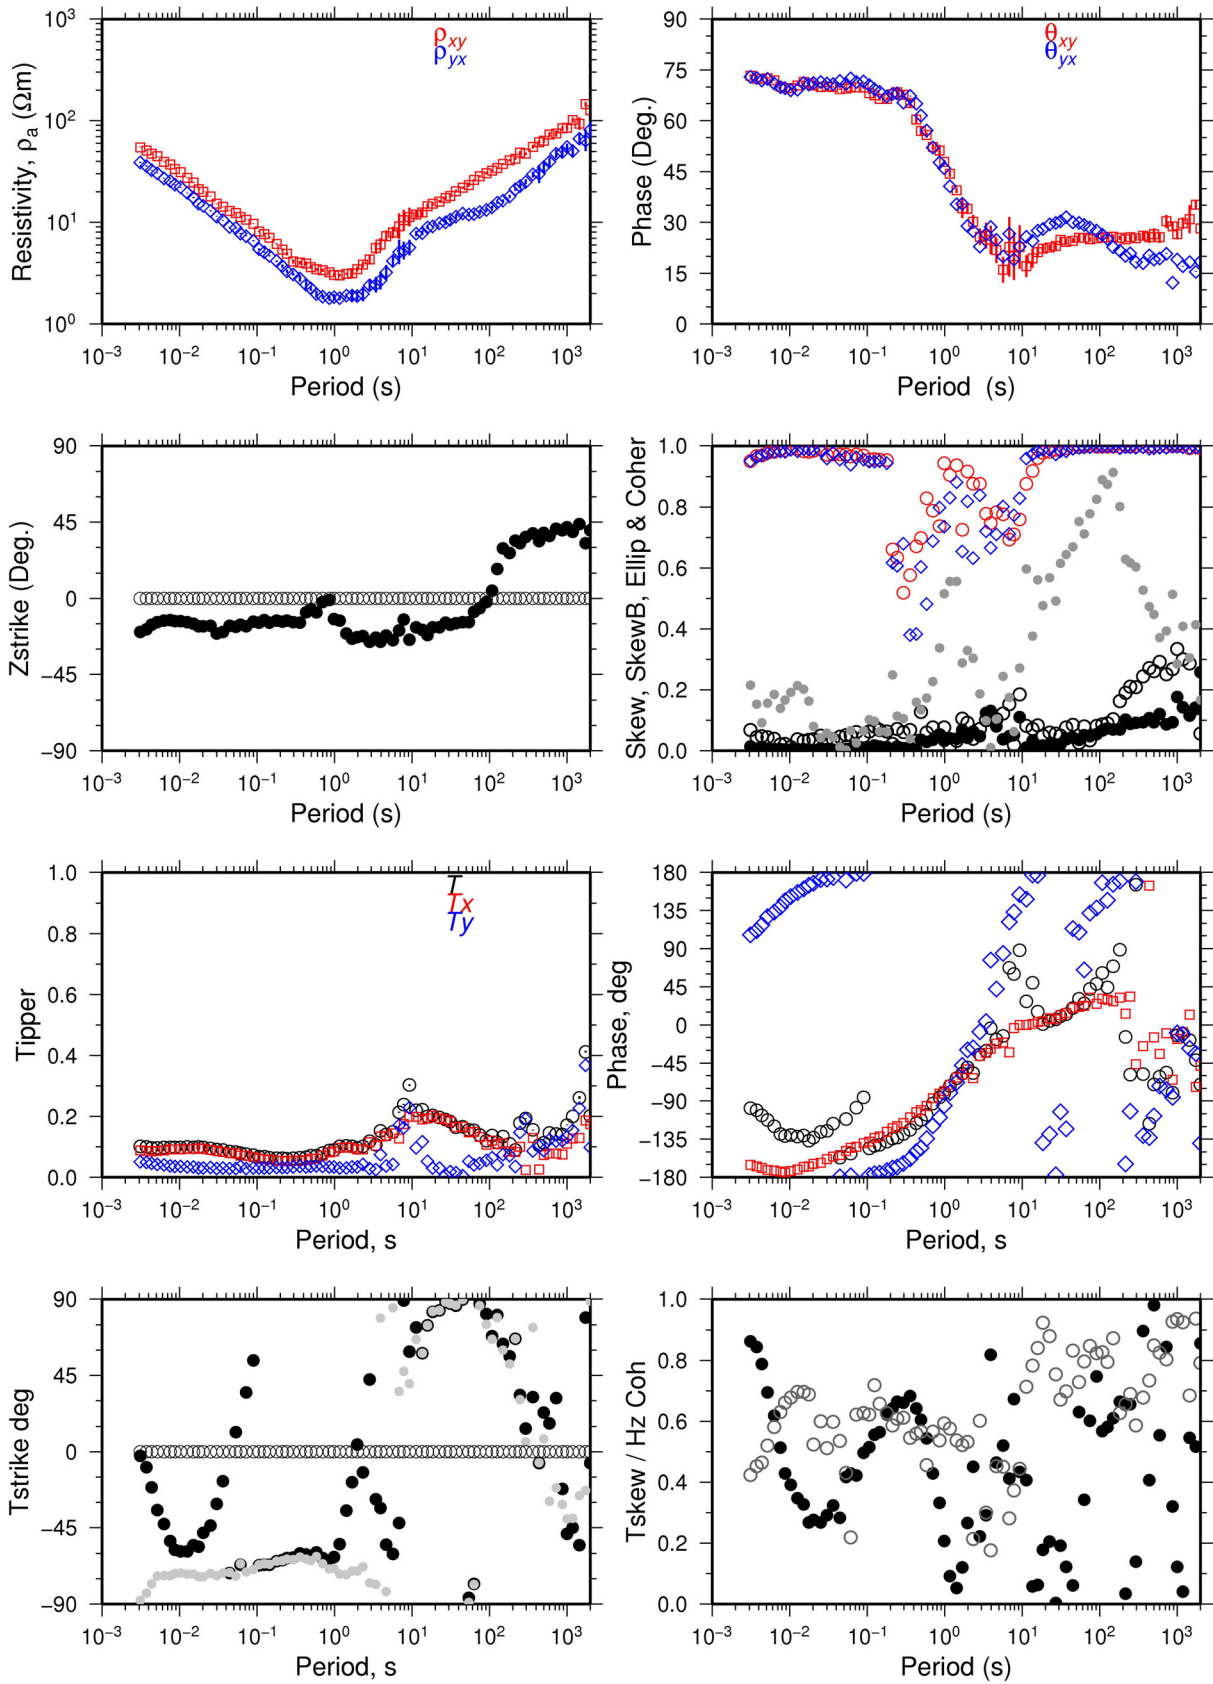 10³
10²
10¹
10⁰
Resistivity, ρₐ (Ωm)
ρxy
ρyx
10⁻³ 10⁻² 10⁻¹ 10⁰ 10¹ 10² 10³
Period (s)
90
75
60
45
30
15
0
Phase (Deg.)
θxy
θyx
10⁻³ 10⁻² 10⁻¹ 10⁰ 10¹ 10² 10³
Period (s)
90
45
0
−45
−90
Zstrike (Deg.)
10⁻³ 10⁻² 10⁻¹ 10⁰ 10¹ 10² 10³
Period (s)
1.0
0.8
0.6
0.4
0.2
0.0
Skew, SkewB, Ellip & Coher
10⁻³ 10⁻² 10⁻¹ 10⁰ 10¹ 10² 10³
Period (s)
1.0
0.8
0.6
0.4
0.2
0.0
Tipper
T
Tx
Ty
10⁻³ 10⁻² 10⁻¹ 10⁰ 10¹ 10² 10³
Period, s
180
135
90
45
0
−45
−90
−135
−180
Phase, deg
10⁻³ 10⁻² 10⁻¹ 10⁰ 10¹ 10² 10³
Period, s
90
45
0
−45
−90
Tstrike deg
10⁻³ 10⁻² 10⁻¹ 10⁰ 10¹ 10² 10³
Period, s
1.0
0.8
0.6
0.4
0.2
0.0
Tskew / Hz Coh
10⁻³ 10⁻² 10⁻¹ 10⁰ 10¹ 10² 10³
Period (s)